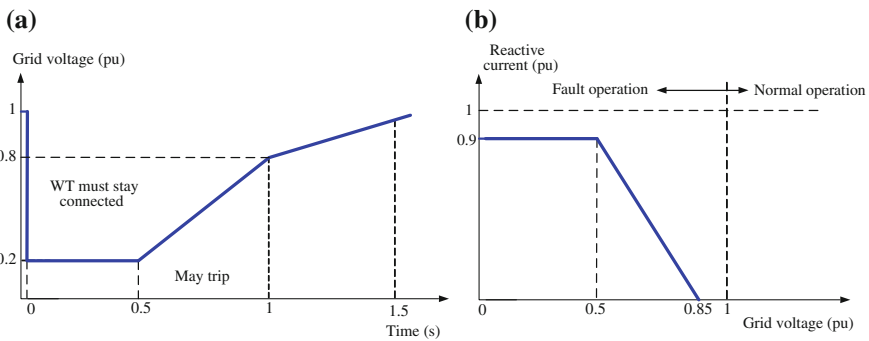 (a)
Grid voltage (pu)
1
0.8
WT must stay
connected
0.2
May trip
0
0.5
1
1.5
Time (s)
(b)
Reactive
current (pu)
Fault operation
Normal operation
1
0.9
0
0.5
0.85
1
Grid voltage (pu)